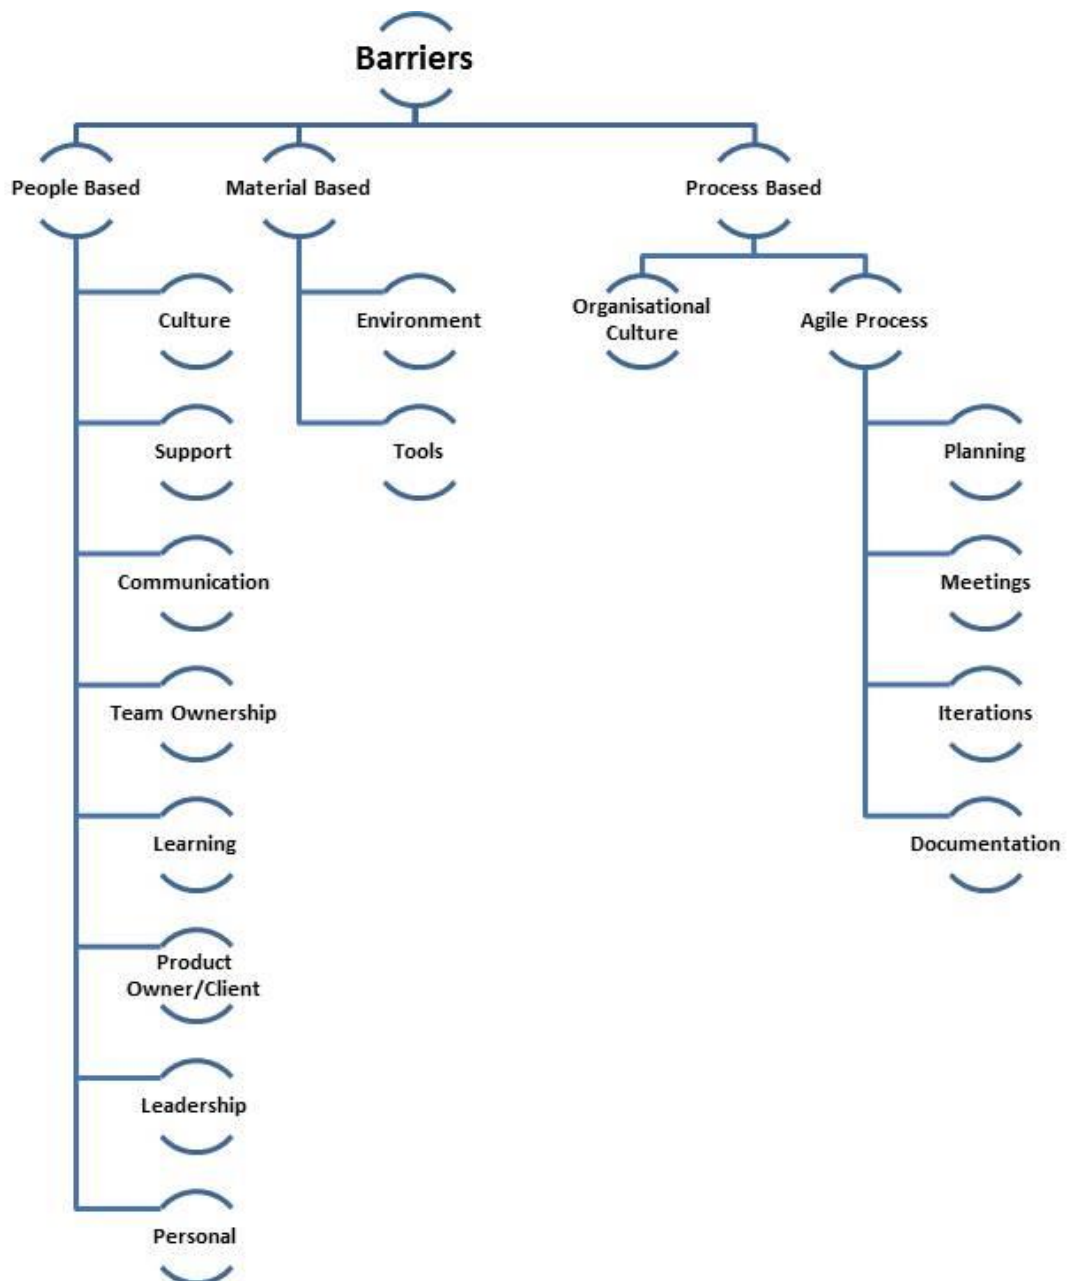 Barriers
People Based
Material Based
Process Based
Culture
Environment
Organisational
Culture
Agile Process
Support
Tools
Planning
Communication
Meetings
Team Ownership
Iterations
Learning
Documentation
Product
Owner/Client
Leadership
Personal